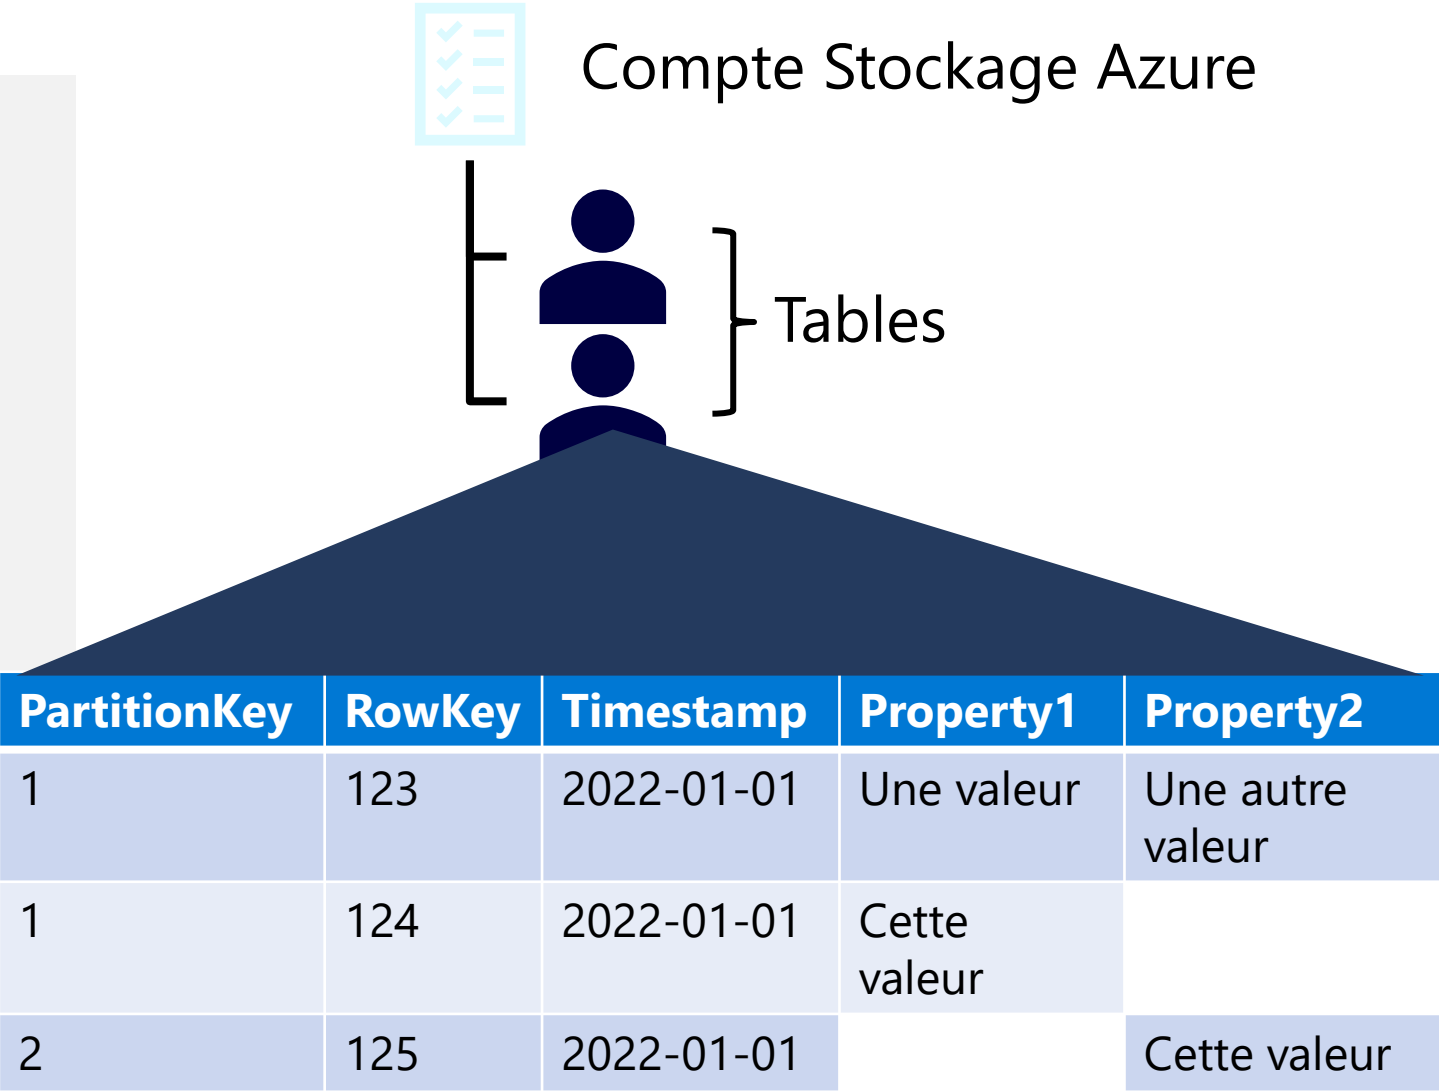 Compte Stockage Azure
Tables
PartitionKey RowKey Timestamp Property1 Property2
1 123 2022-01-01 Une valeur Une autre
valeur
1 124 2022-01-01 Cette
valeur
2 125 2022-01-01 Cette valeur